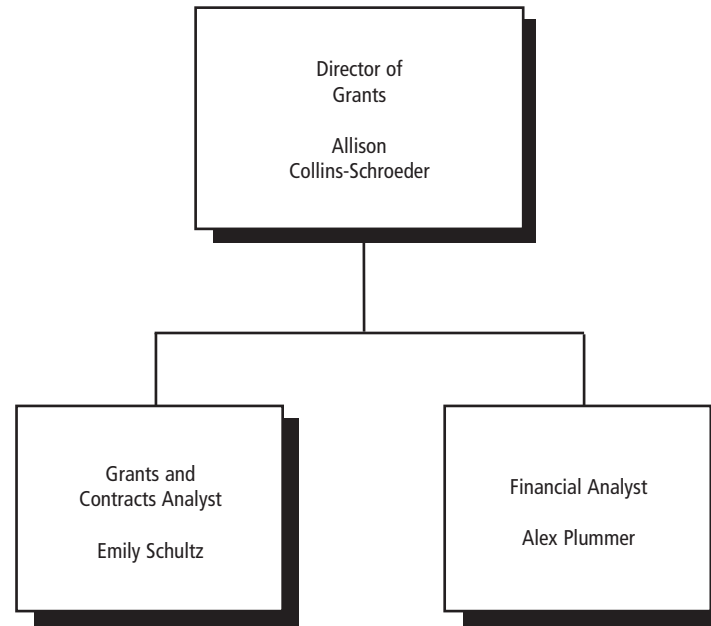 Director of
Grants
Allison
Collins-Schroeder
Grants and
Contracts Analyst
Emily Schultz
Financial Analyst
Alex Plummer